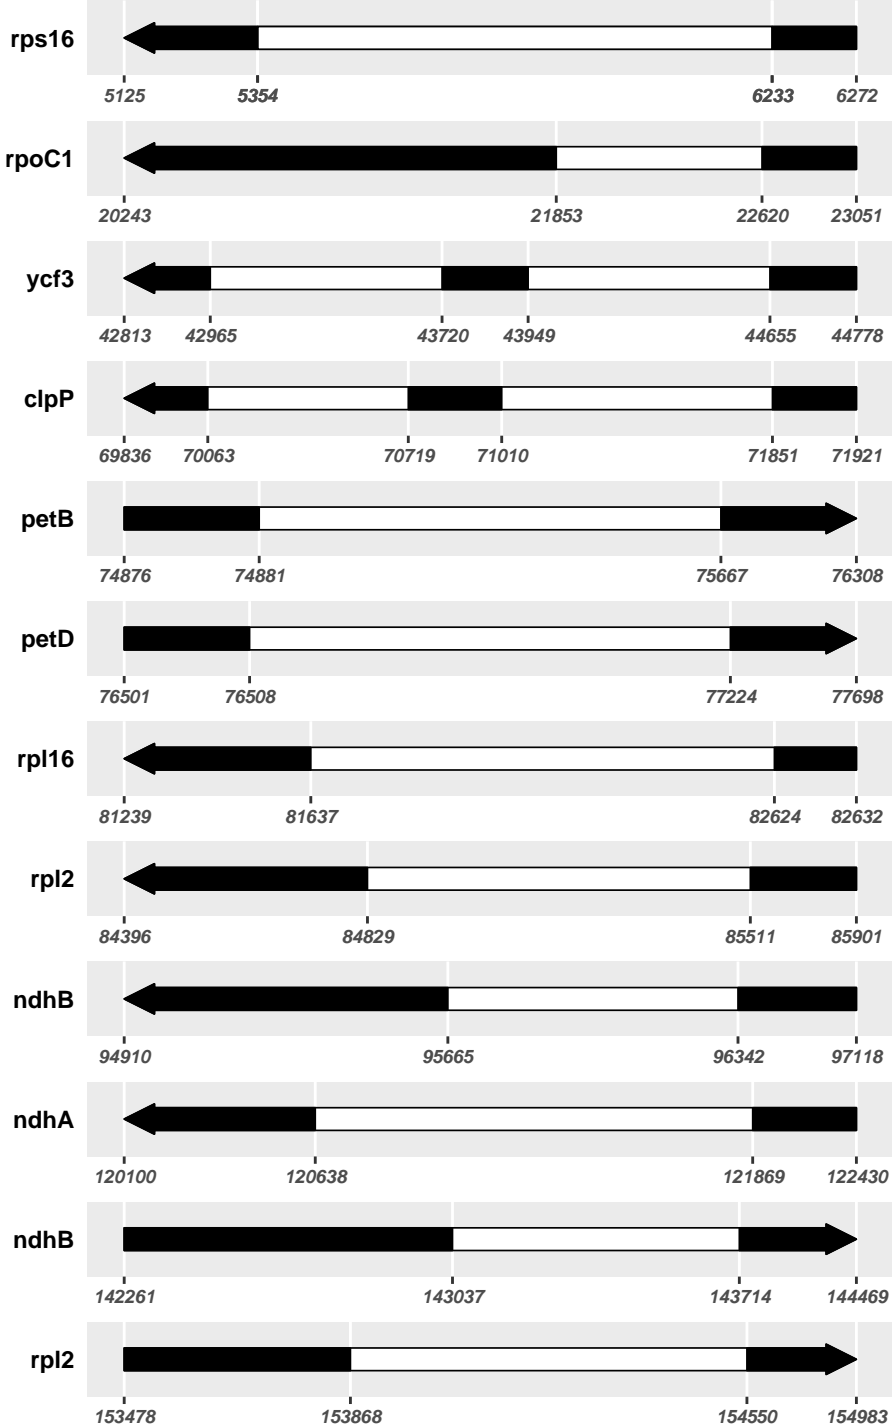 rps16
5125 5354 6233 6272
rpoC1
20243 21853 22620 23051
ycf3
42813 42965 43720 43949 44655 44778
clpP
69836 70063 70719 71010 71851 71921
petB
74876 74881 75667 76308
petD
76501 76508 77224 77698
rpl16
81239 81637 82624 82632
rpl2
84396 84829 85511 85901
ndhB
94910 95665 96342 97118
ndhA
120100 120638 121869 122430
ndhB
142261 143037 143714 144469
rpl2
153478 153868 154550 154983